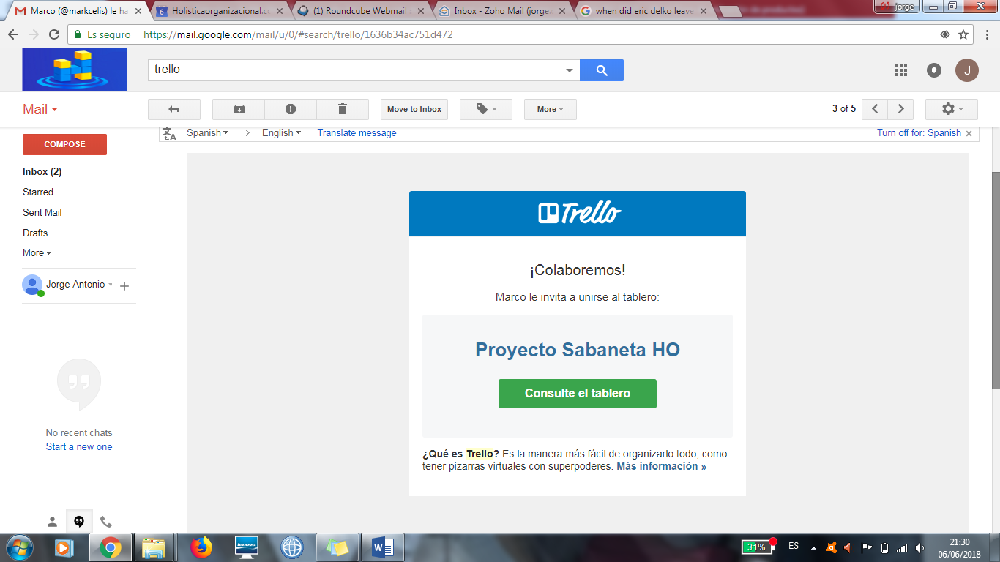 Marco (@markcelis) le ha
Holisticaorganizacional.c
(1) Roundcube Webmail
Inbox - Zoho Mail (jorge.
when did eric delko leave
jorge
Es seguro
https://mail.google.com/mail/u/0/#search/trello/1636b34ac751d472
trello
J
Mail
Move to Inbox
More
3 of 5
Spanish > English Translate message
Turn off for: Spanish ×
COMPOSE
Inbox (2)
Starred
Sent Mail
Drafts
More
Jorge Antonio
No recent chats
Start a new one
Trello
¡Colaboremos!
Marco le invita a unirse al tablero:
Proyecto Sabaneta HO
Consulte el tablero
¿Qué es Trello? Es la manera más fácil de organizarlo todo, como
tener pizarras virtuales con superpoderes. Más información »
lenovo
31%
ES
21:30
06/06/2018